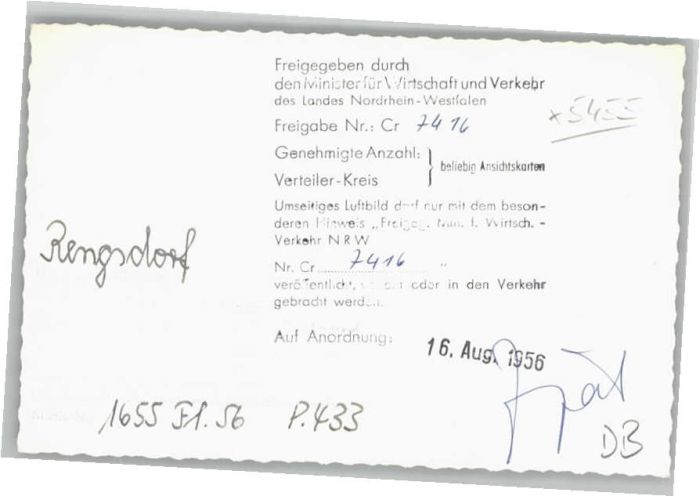 Freigegeben durch
den Minister für Wirtschaft und Verkehr
des Landes Nordrhein-Westfalen
x 5455
Freigabe Nr.: Cr 7416
Genehmigte Anzahl:
Verteiler-Kreis
beliebig Ansichtskarten
Umseitiges Luftbild darf nur mit dem beson-
deren Hinweis „Freigeg. Min. f. Wirtsch. -
Verkehr NRW
Nr. Cr 7416 "
veröffentlicht, oder in den Verkehr
gebracht werden.
Rengsdorf
Auf Anordnung:
16. Aug. 1956
1655 Fl. 56 P.433
DB